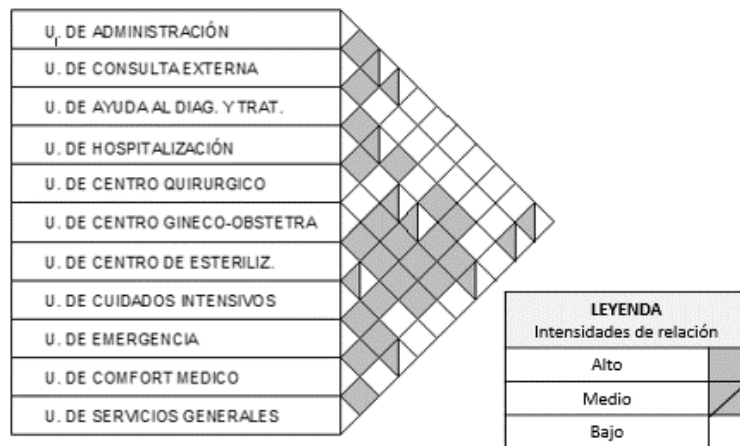 U. DE ADMINISTRACIÓN
U. DE CONSULTA EXTERNA
U. DE AYUDA AL DIAG. Y TRAT.
U. DE HOSPITALIZACIÓN
U. DE CENTRO QUIRURGICO
U. DE CENTRO GINECO-OBSTETRA
U. DE CENTRO DE ESTERILIZ.
U. DE CUIDADOS INTENSIVOS
U. DE EMERGENCIA
U. DE COMFORT MEDICO
U. DE SERVICIOS GENERALES
LEYENDA
Intensidades de relación
Alto
Medio
Bajo